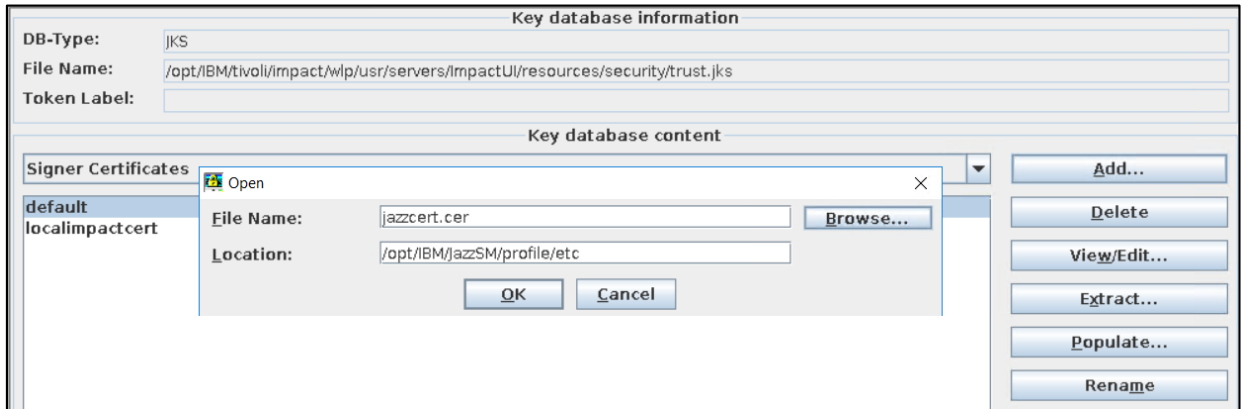 Key database information
DB-Type: JKS
File Name: /opt/IBM/tivoli/impact/wlp/usr/servers/ImpactUI/resources/security/trust.jks
Token Label:
Key database content
Signer Certificates
Add...
default
localimpactcert
Open
File Name: jazzcert.cer Browse...
Location: /opt/IBM/JazzSM/profile/etc
OK Cancel
Delete
View/Edit...
Extract...
Populate...
Rename